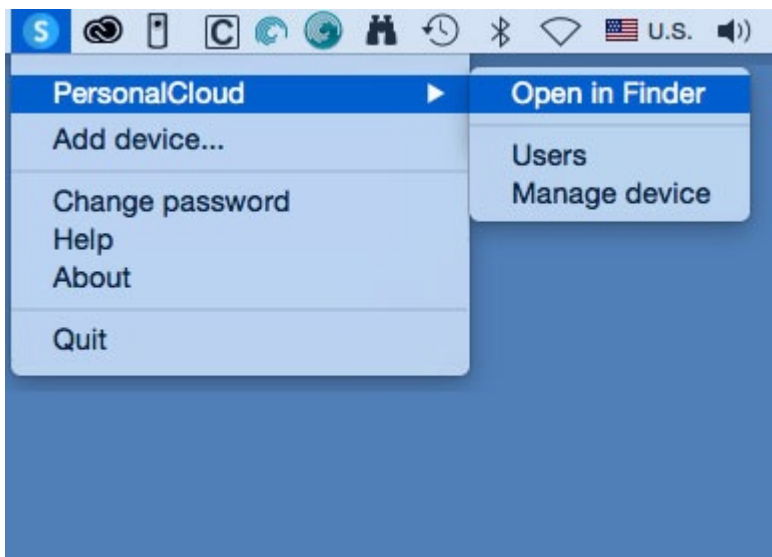 S C U.S.
PersonalCloud Open in Finder
Add device...
Users
Change password Manage device
Help
About
Quit